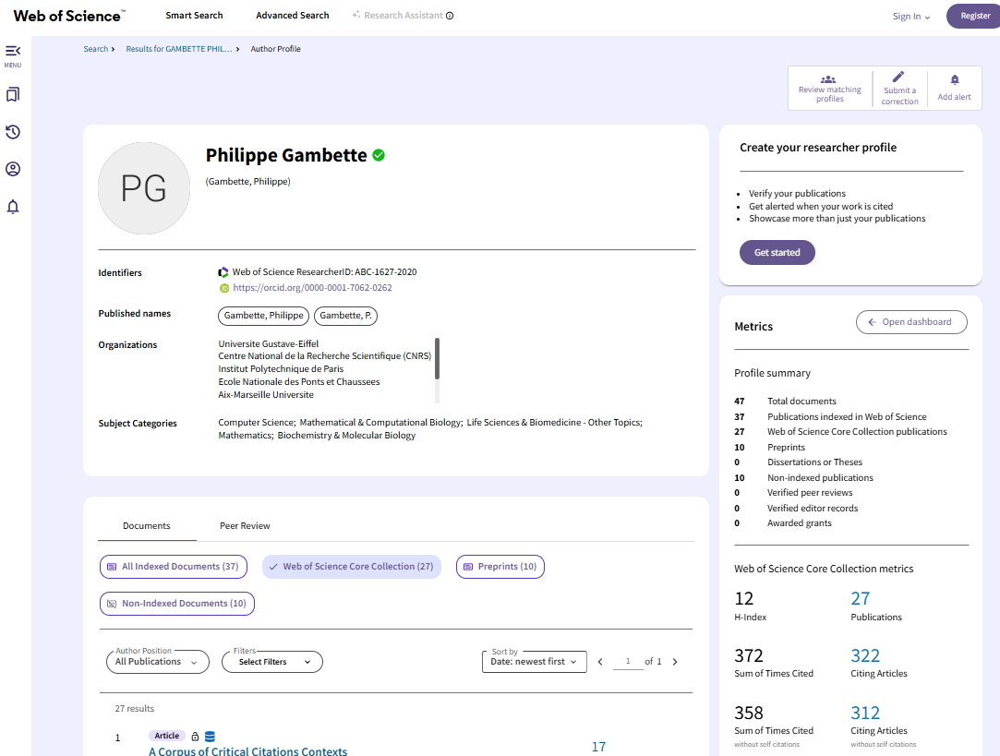 Web of Science™
Smart Search
Advanced Search
Research Assistant
Sign In
Register
MENU
Search
Results for GAMBETTE PHIL...
Author Profile
Review matching
profiles
Submit a
correction
Add alert
PG
Philippe Gambette
(Gambette, Philippe)
Identifiers
Web of Science ResearcherID: ABC-1627-2020
https://orcid.org/0000-0001-7062-0262
Published names
Gambette, Philippe
Gambette, P.
Organizations
Universite Gustave-Eiffel
Centre National de la Recherche Scientifique (CNRS)
Institut Polytechnique de Paris
Ecole Nationale des Ponts et Chaussees
Aix-Marseille Universite
Subject Categories
Computer Science; Mathematical & Computational Biology; Life Sciences & Biomedicine - Other Topics;
Mathematics; Biochemistry & Molecular Biology
Documents
Peer Review
All Indexed Documents (37)
Web of Science Core Collection (27)
Preprints (10)
Non-Indexed Documents (10)
Author Position
All Publications
Filters
Select Filters
Sort by
Date: newest first
1 of 1
27 results
1
Article
A Corpus of Critical Citations Contexts
17
Create your researcher profile
• Verify your publications
• Get alerted when your work is cited
• Showcase more than just your publications
Get started
Metrics
Open dashboard
Profile summary
47 Total documents
37 Publications indexed in Web of Science
27 Web of Science Core Collection publications
10 Preprints
0 Dissertations or Theses
10 Non-indexed publications
0 Verified peer reviews
0 Verified editor records
0 Awarded grants
Web of Science Core Collection metrics
12 27
H-Index Publications
372 322
Sum of Times Cited Citing Articles
358 312
Sum of Times Cited Citing Articles
without self citations without self citations